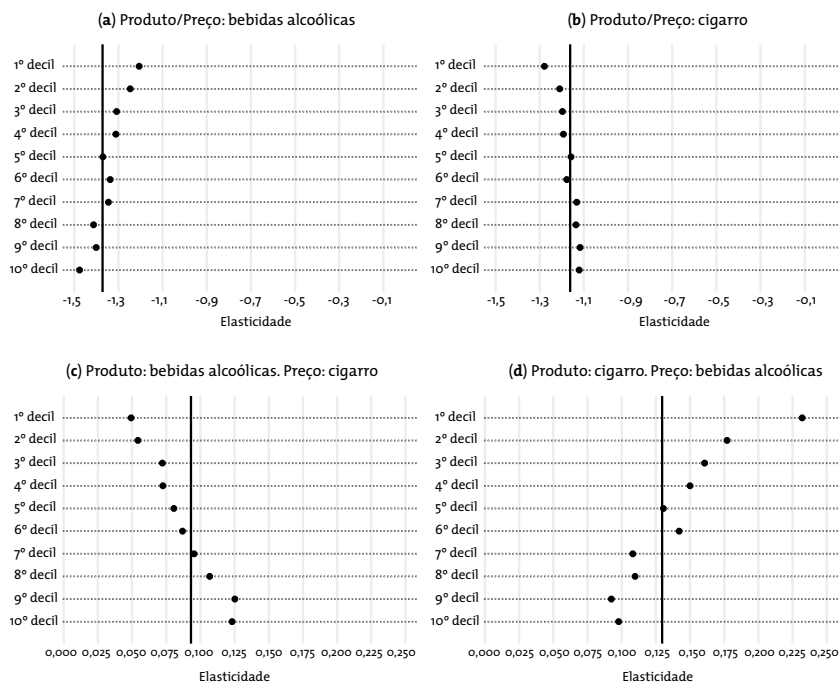 (a) Produto/Preço: bebidas alcoólicas
1º decil
2º decil
3º decil
4º decil
5º decil
6º decil
7º decil
8º decil
9º decil
10º decil
-1,5 -1,3 -1,1 -0,9 -0,7 -0,5 -0,3 -0,1
Elasticidade
(b) Produto/Preço: cigarro
1º decil
2º decil
3º decil
4º decil
5º decil
6º decil
7º decil
8º decil
9º decil
10º decil
-1,5 -1,3 -1,1 -0,9 -0,7 -0,5 -0,3 -0,1
Elasticidade
(c) Produto: bebidas alcoólicas. Preço: cigarro
1º decil
2º decil
3º decil
4º decil
5º decil
6º decil
7º decil
8º decil
9º decil
10º decil
0,000 0,025 0,050 0,075 0,100 0,125 0,150 0,175 0,200 0,225 0,250
Elasticidade
(d) Produto: cigarro. Preço: bebidas alcoólicas
1º decil
2º decil
3º decil
4º decil
5º decil
6º decil
7º decil
8º decil
9º decil
10º decil
0,000 0,025 0,050 0,075 0,100 0,125 0,150 0,175 0,200 0,225 0,250
Elasticidade